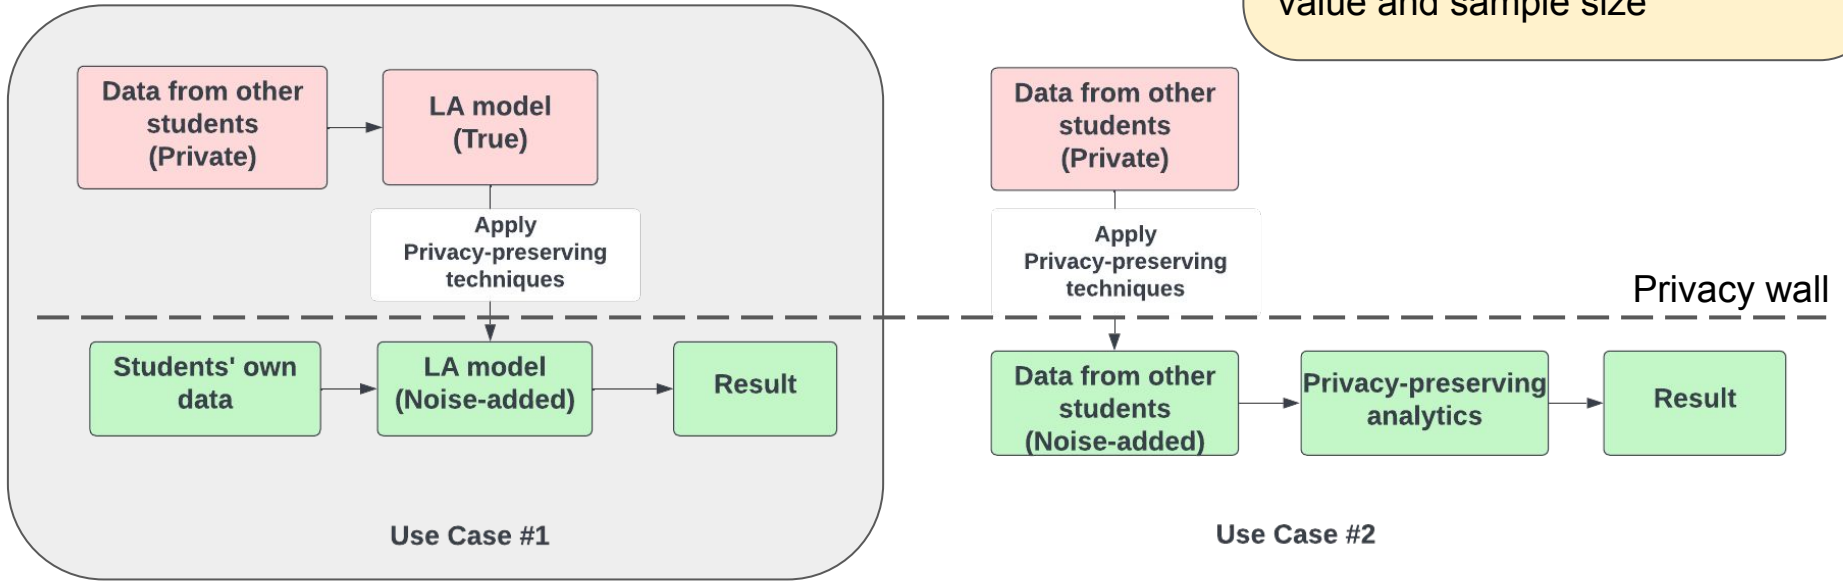 value and sample size
Data from other
students
(Private)
LA model
(True)
Apply
Privacy-preserving
techniques
Students' own
data
LA model
(Noise-added)
Result
Use Case #1
Data from other
students
(Private)
Apply
Privacy-preserving
techniques
Privacy wall
Data from other
students
(Noise-added)
Privacy-preserving
analytics
Result
Use Case #2